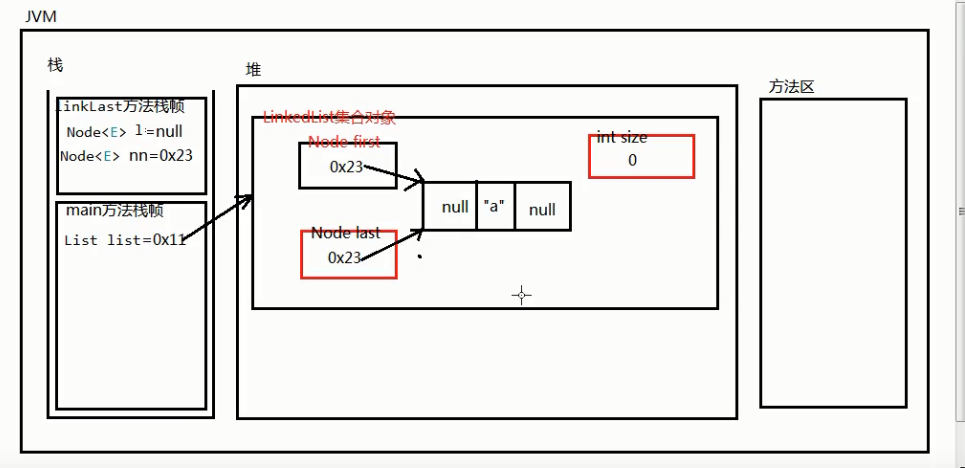 JVM
栈
linkLast方法栈帧
Node<E> l=null
Node<E> nn=0x23
main方法栈帧
List list=0x11
堆
LinkedList集合对象
Node first
0x23
null "a" null
Node last
0x23
int size
0
方法区